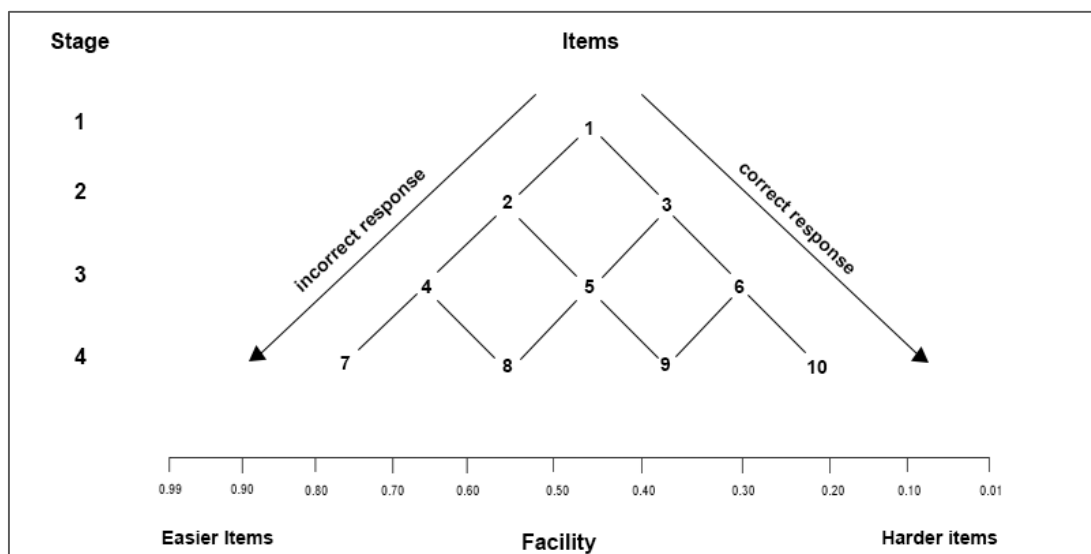 Stage Items
1
1
correct response
incorrect response
2
2 3
3
4 5 6
4
7 8 9 10
0.99 0.90 0.80 0.70 0.60 0.50 0.40 0.30 0.20 0.10 0.01
Easier Items Facility Harder items